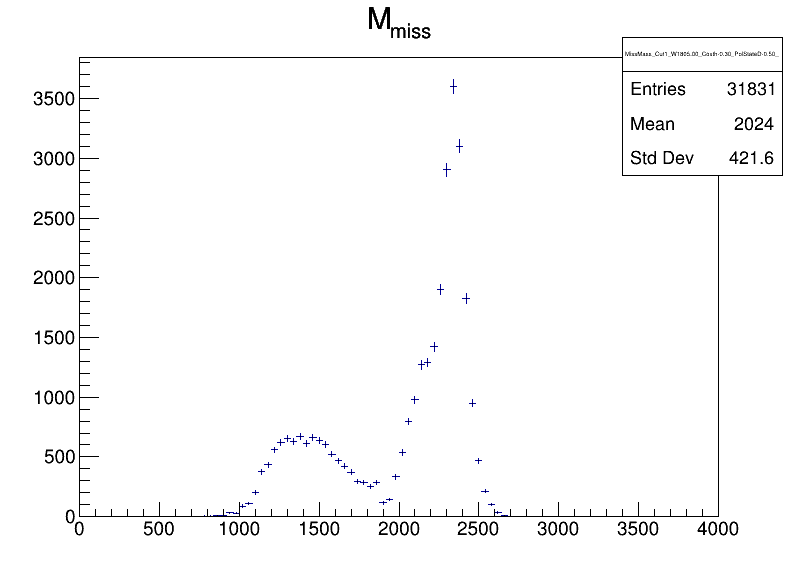 M_miss
MissMass_Cut1_W1805.00_Costh-0.30_PolState0-0.50_
Entries 31831
Mean 2024
Std Dev 421.6
3500
3000
2500
2000
1500
1000
500
0
0 500 1000 1500 2000 2500 3000 3500 4000